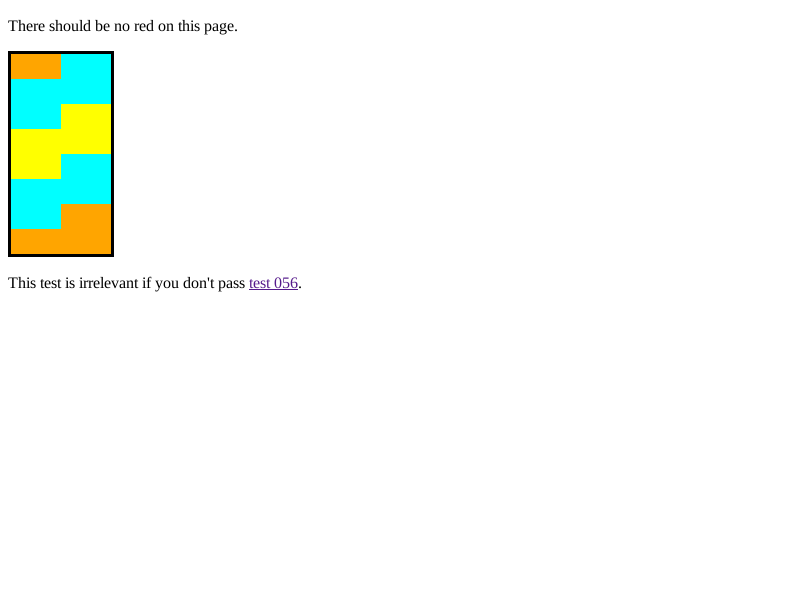 There should be no red on this page.
This test is irrelevant if you don't pass test 056.